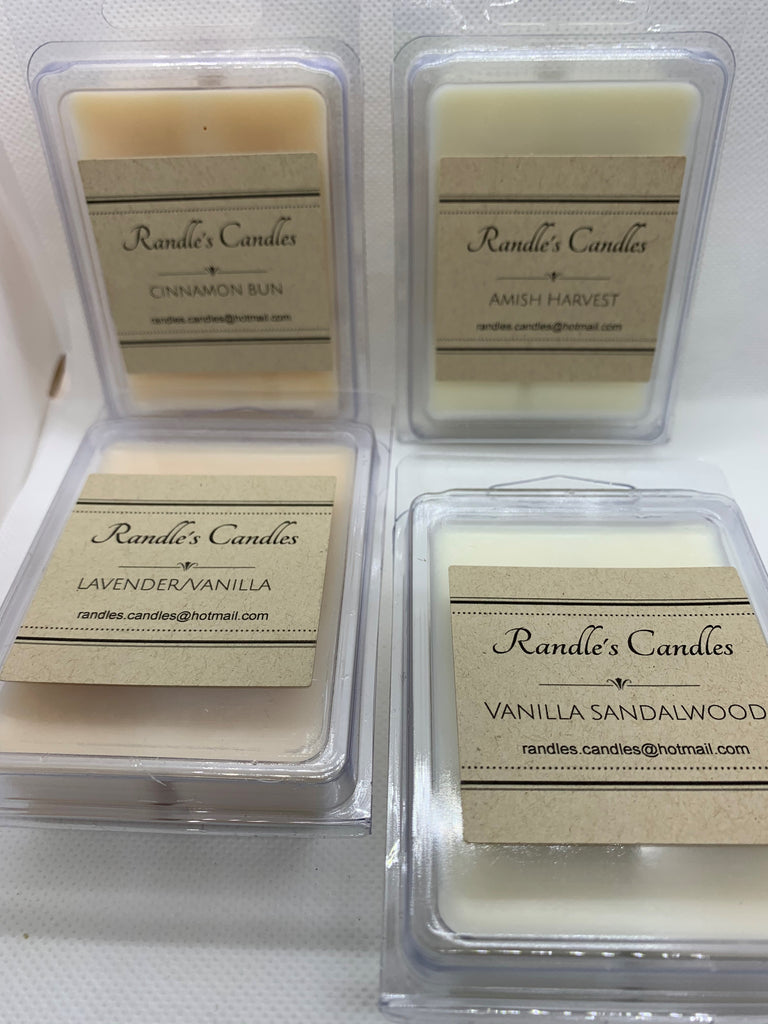 Randle's Candles
CINNAMON BUN
randles.candles@hotmail.com
Randle's Candles
AMISH HARVEST
randles.candles@hotmail.com
Randle's Candles
LAVENDER/VANILLA
randles.candles@hotmail.com
Randle's Candles
VANILLA SANDALWOOD
randles.candles@hotmail.com